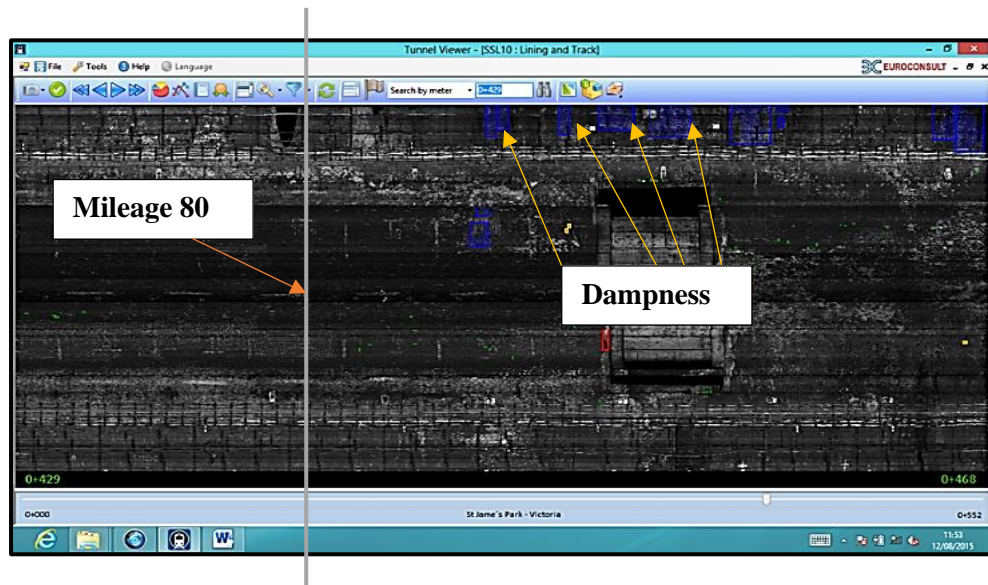 Tunnel Viewer - [SSL10 : Lining and Track]
File Tools Help Language
EUROCONSULT
Search by meter 0+429
Mileage 80
Dampness
0+429 0+468
0+000 St Jame´s Park - Victoria 0+552
W
11:53
12/08/2015